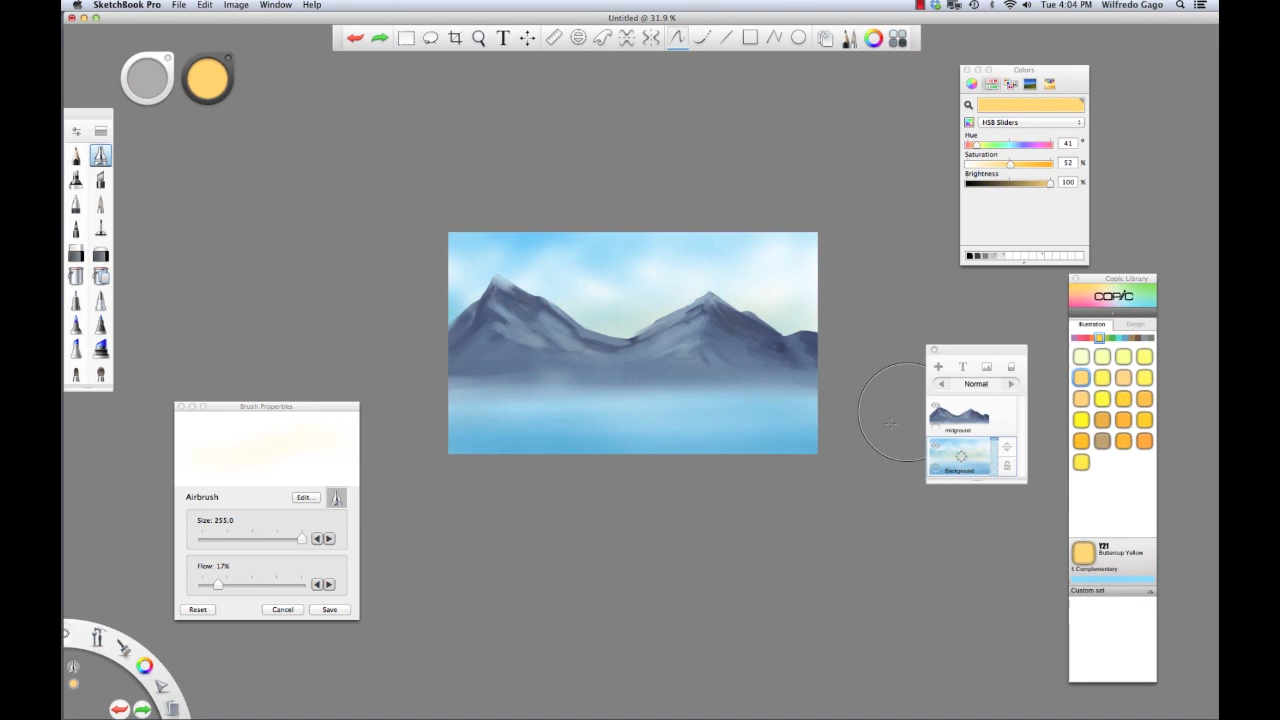 SketchBook Pro File Edit Image Window Help
Tue 4:04 PM Wilfredo Gago
Untitled @ 31.9 %
T
Colors
HSB Sliders
Hue
41 °
Saturation
52 %
Brightness
100 %
Copic Library
COPIC
Illustration Design
T
Normal
midground
Background
Brush Properties
Airbrush Edit...
Size: 255.0
Flow: 17%
Reset Cancel Save
Y21
Buttercup Yellow
t.Complementary
Custom set